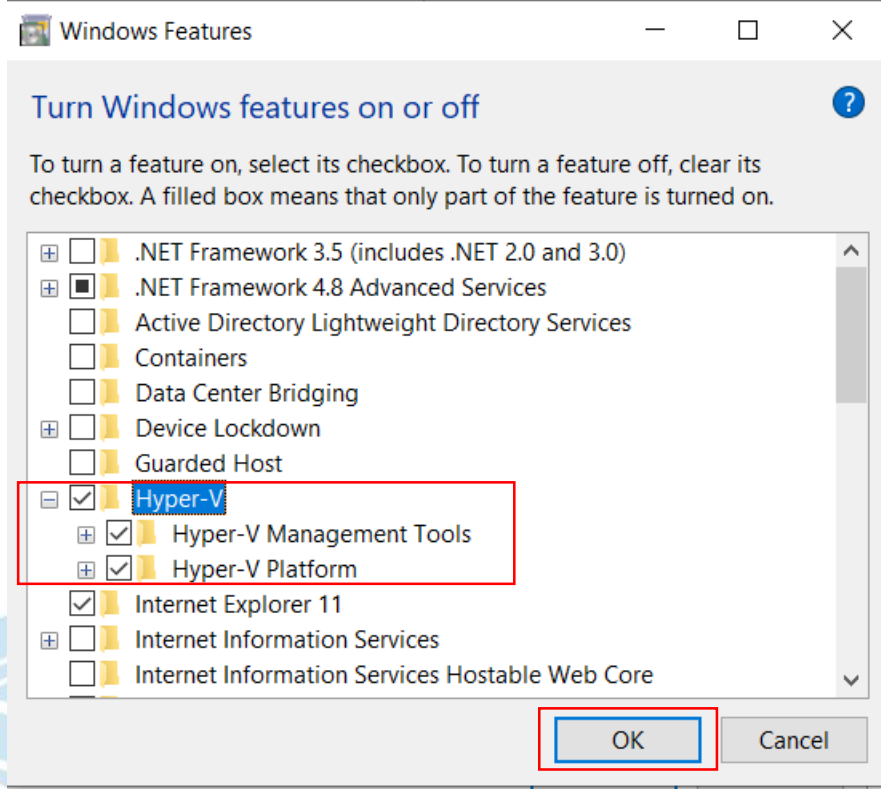 Windows Features
Turn Windows features on or off
?
To turn a feature on, select its checkbox. To turn a feature off, clear its
checkbox. A filled box means that only part of the feature is turned on.
.NET Framework 3.5 (includes .NET 2.0 and 3.0)
.NET Framework 4.8 Advanced Services
Active Directory Lightweight Directory Services
Containers
Data Center Bridging
Device Lockdown
Guarded Host
Hyper-V
Hyper-V Management Tools
Hyper-V Platform
Internet Explorer 11
Internet Information Services
Internet Information Services Hostable Web Core
OK
Cancel